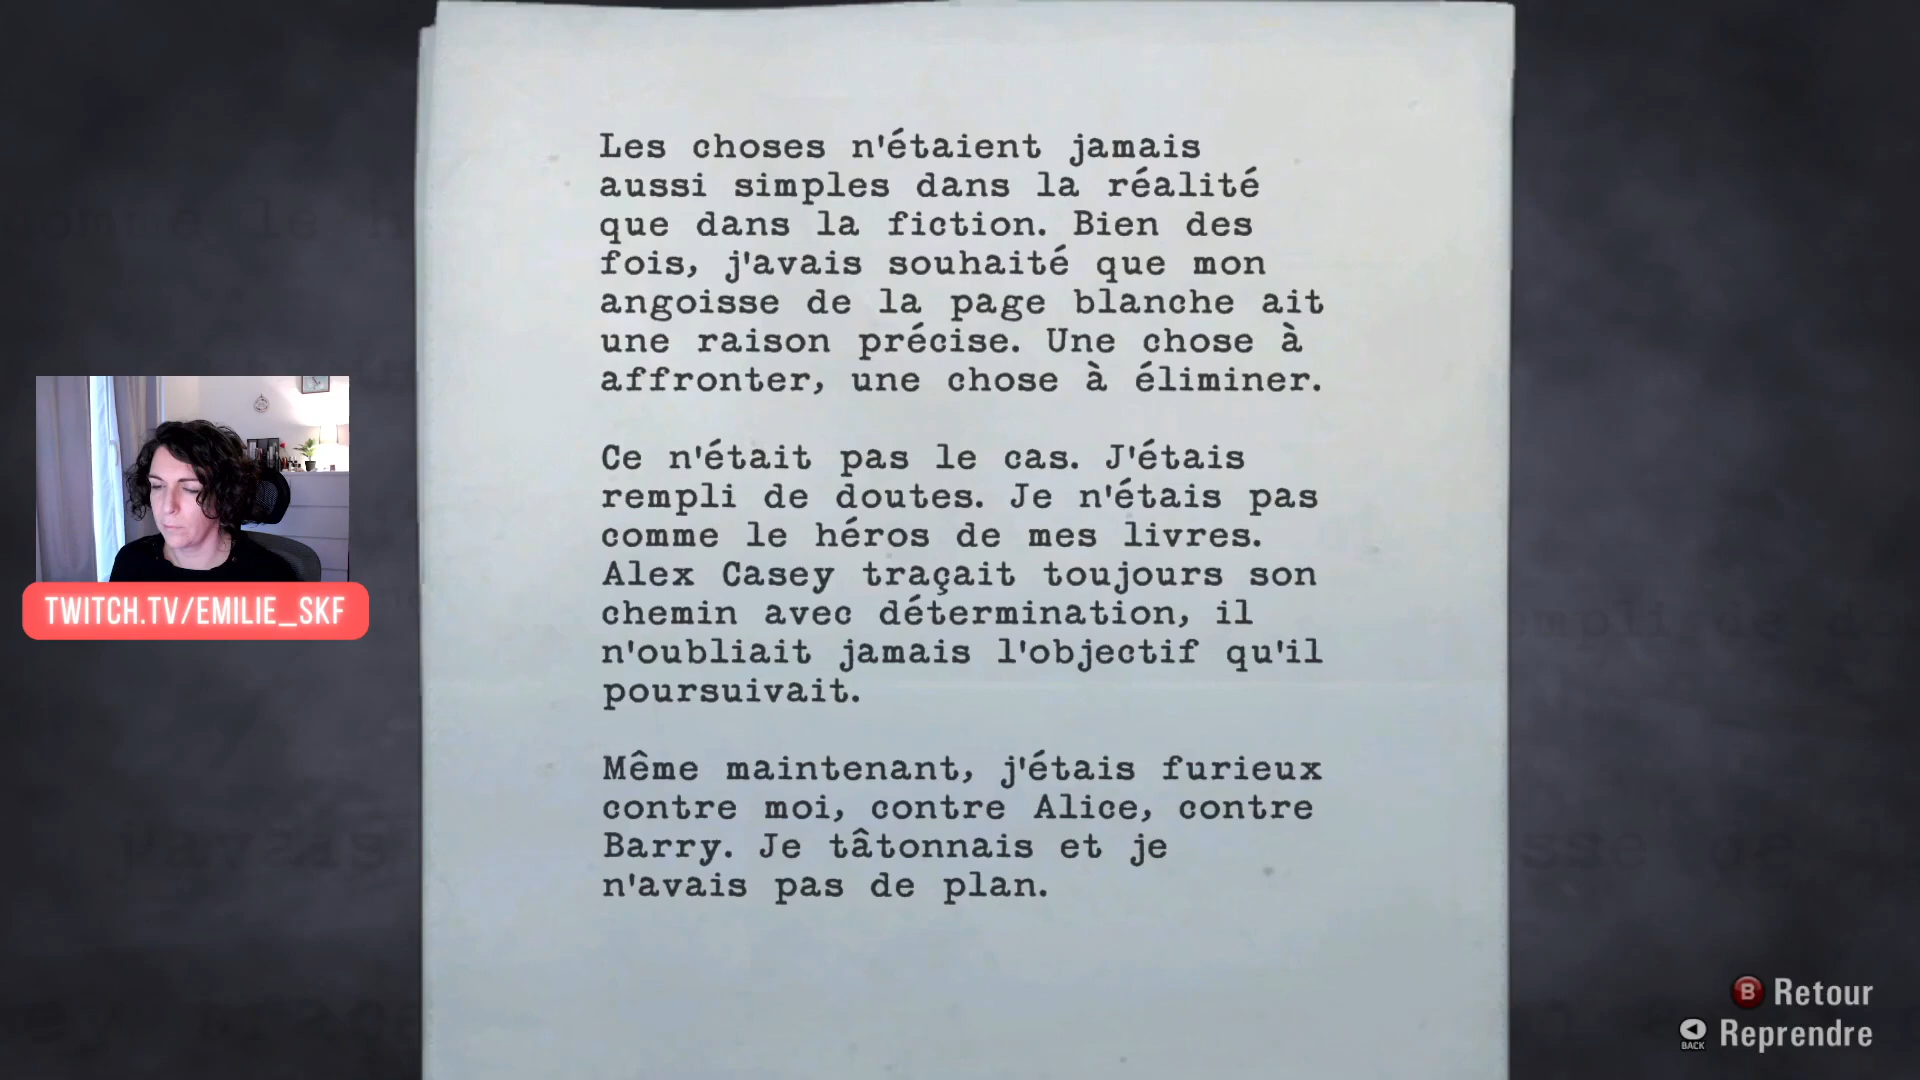 Les choses n'étaient jamais
aussi simples dans la réalité
que dans la fiction. Bien des
fois, j'avais souhaité que mon
angoisse de la page blanche ait
une raison précise. Une chose à
affronter, une chose à éliminer.
Ce n'était pas le cas. J'étais
rempli de doutes. Je n'étais pas
comme le héros de mes livres.
Alex Casey traçait toujours son
chemin avec détermination, il
n'oubliait jamais l'objectif qu'il
poursuivait.
Même maintenant, j'étais furieux
contre moi, contre Alice, contre
Barry. Je tâtonnais et je
n'avais pas de plan.
TWITCH.TV/EMILIE_SKF
B Retour
BACK Reprendre